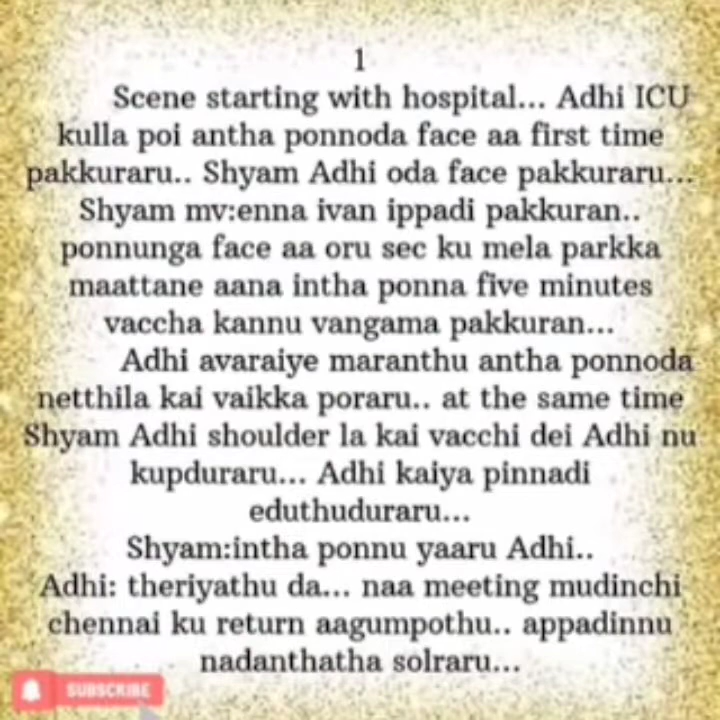 1
Scene starting with hospital... Adhi ICU
kulla poi antha ponnoda face aa first time
pakkuraru.. Shyam Adhi oda face pakkuraru...
Shyam mv:enna ivan ippadi pakkuran..
ponnunga face aa oru sec ku mela parkka
maattane aana intha ponna five minutes
vaccha kannu vangama pakkuran...
Adhi avaraiye maranthu antha ponnoda
netthila kai vaikka poraru.. at the same time
Shyam Adhi shoulder la kai vacchi dei Adhi nu
kupduraru... Adhi kaiya pinnadi
eduthuduraru...
Shyam:intha ponnu yaaru Adhi..
Adhi: theriyathu da... naa meeting mudinchi
chennai ku return aagumpothu.. appadinnu
nadanthatha solraru...
SUBSCRIBE